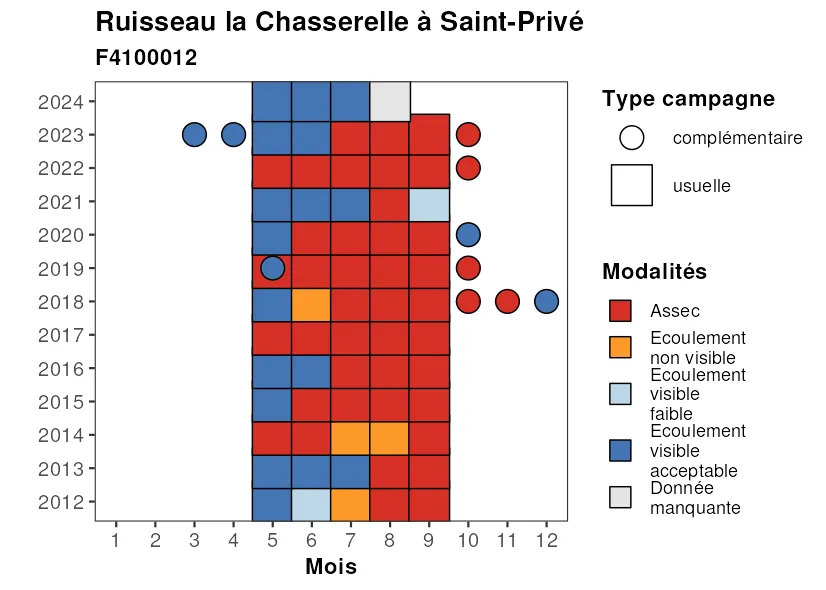 Ruisseau la Chasserelle à Saint-Privé
F4100012
2024
2023
2022
2021
2020
2019
2018
2017
2016
2015
2014
2013
2012
1 2 3 4 5 6 7 8 9 10 11 12
Mois
Type campagne
complémentaire
usuelle
Modalités
Assec
Ecoulement
non visible
Ecoulement
visible
faible
Ecoulement
visible
acceptable
Donnée
manquante